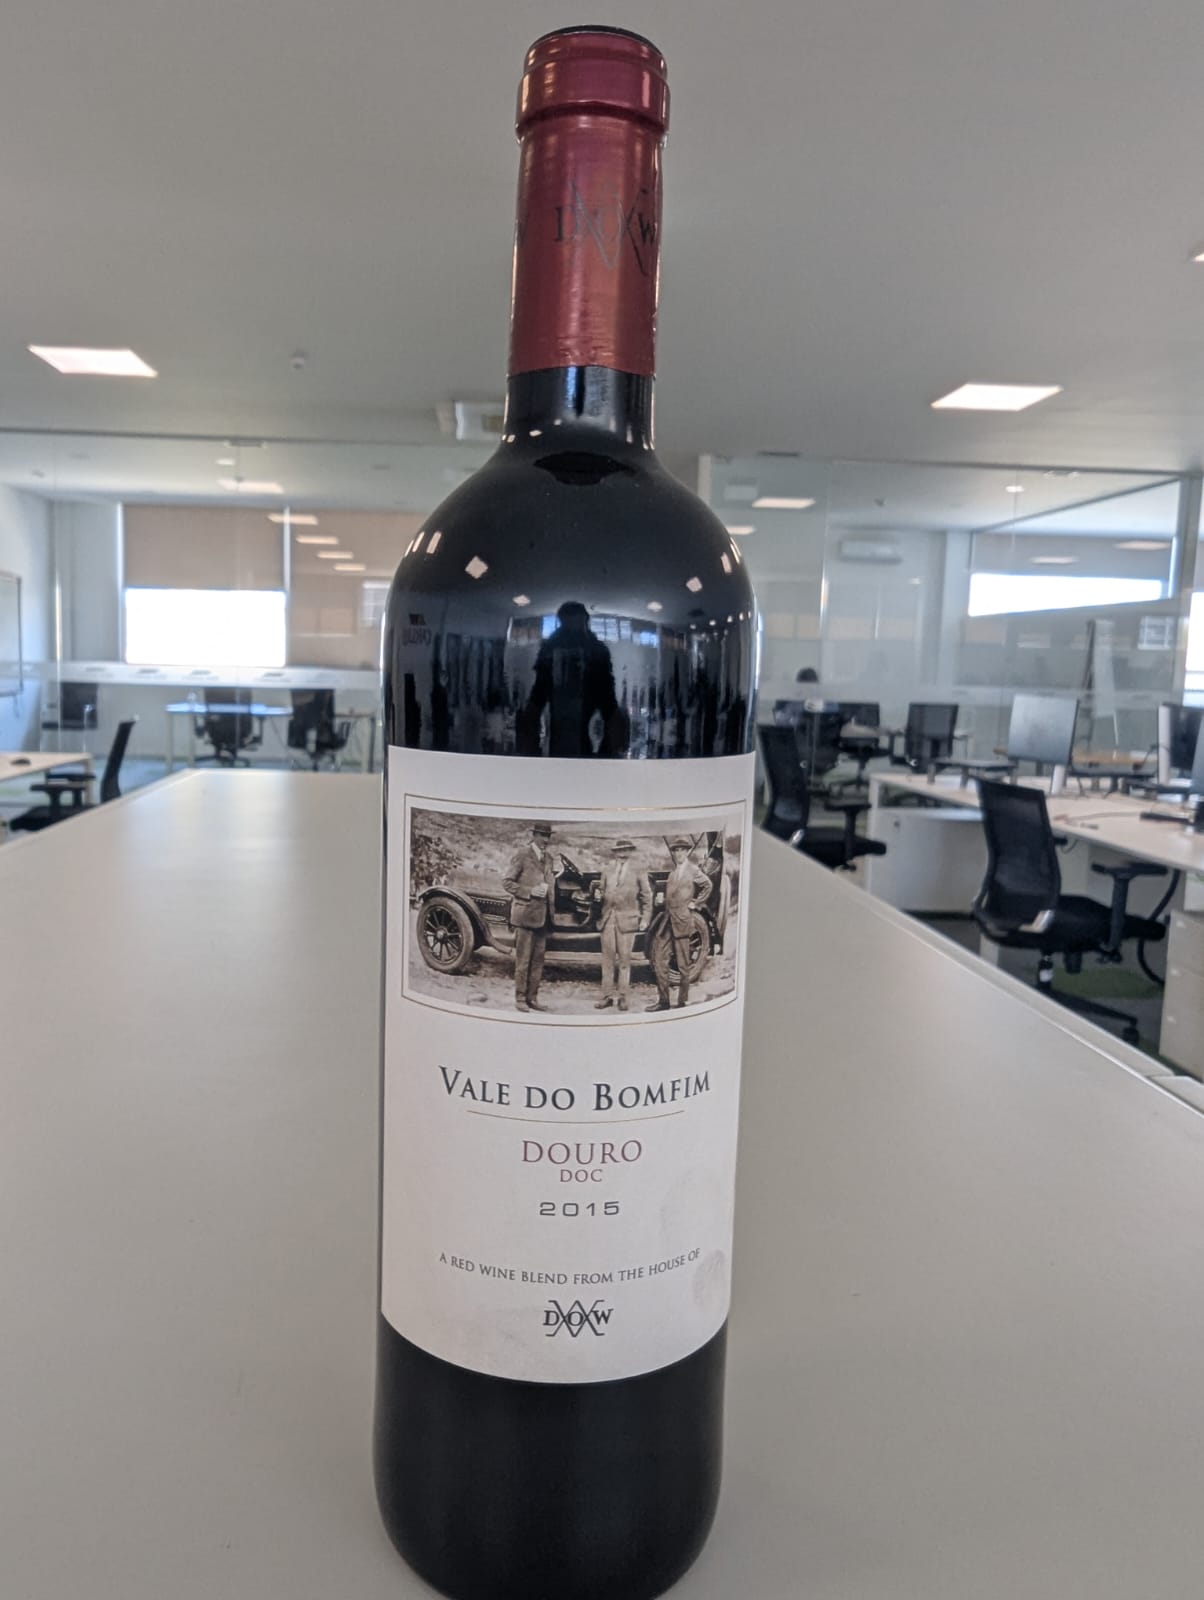 DOW
VALE DO BOMFIM
DOURO
DOC
2015
A RED WINE BLEND FROM THE HOUSE OF
DOW